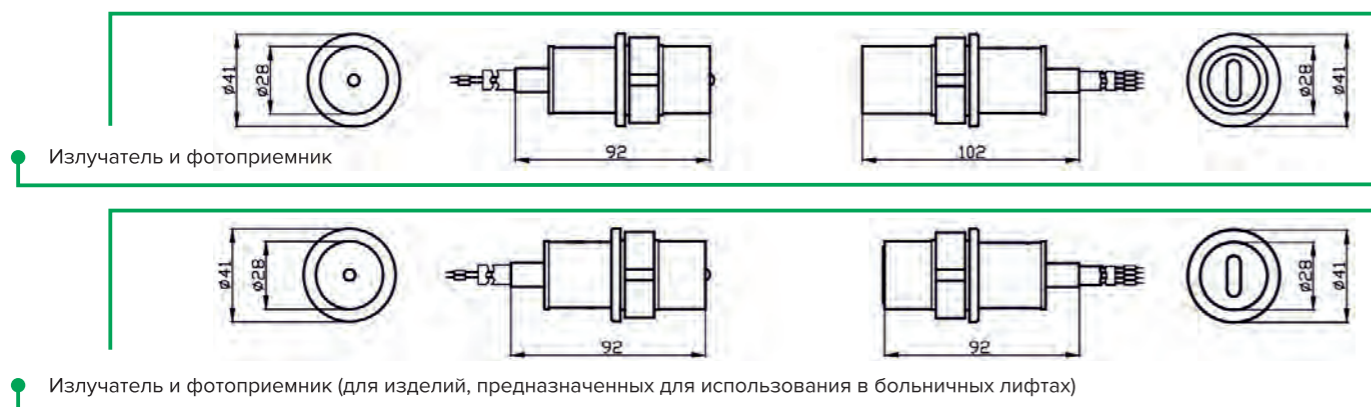 ø41
ø28
92
102
ø28
ø41
Излучатель и фотоприемник
ø41
ø28
92
92
ø28
ø41
Излучатель и фотоприемник (для изделий, предназначенных для использования в больничных лифтах)